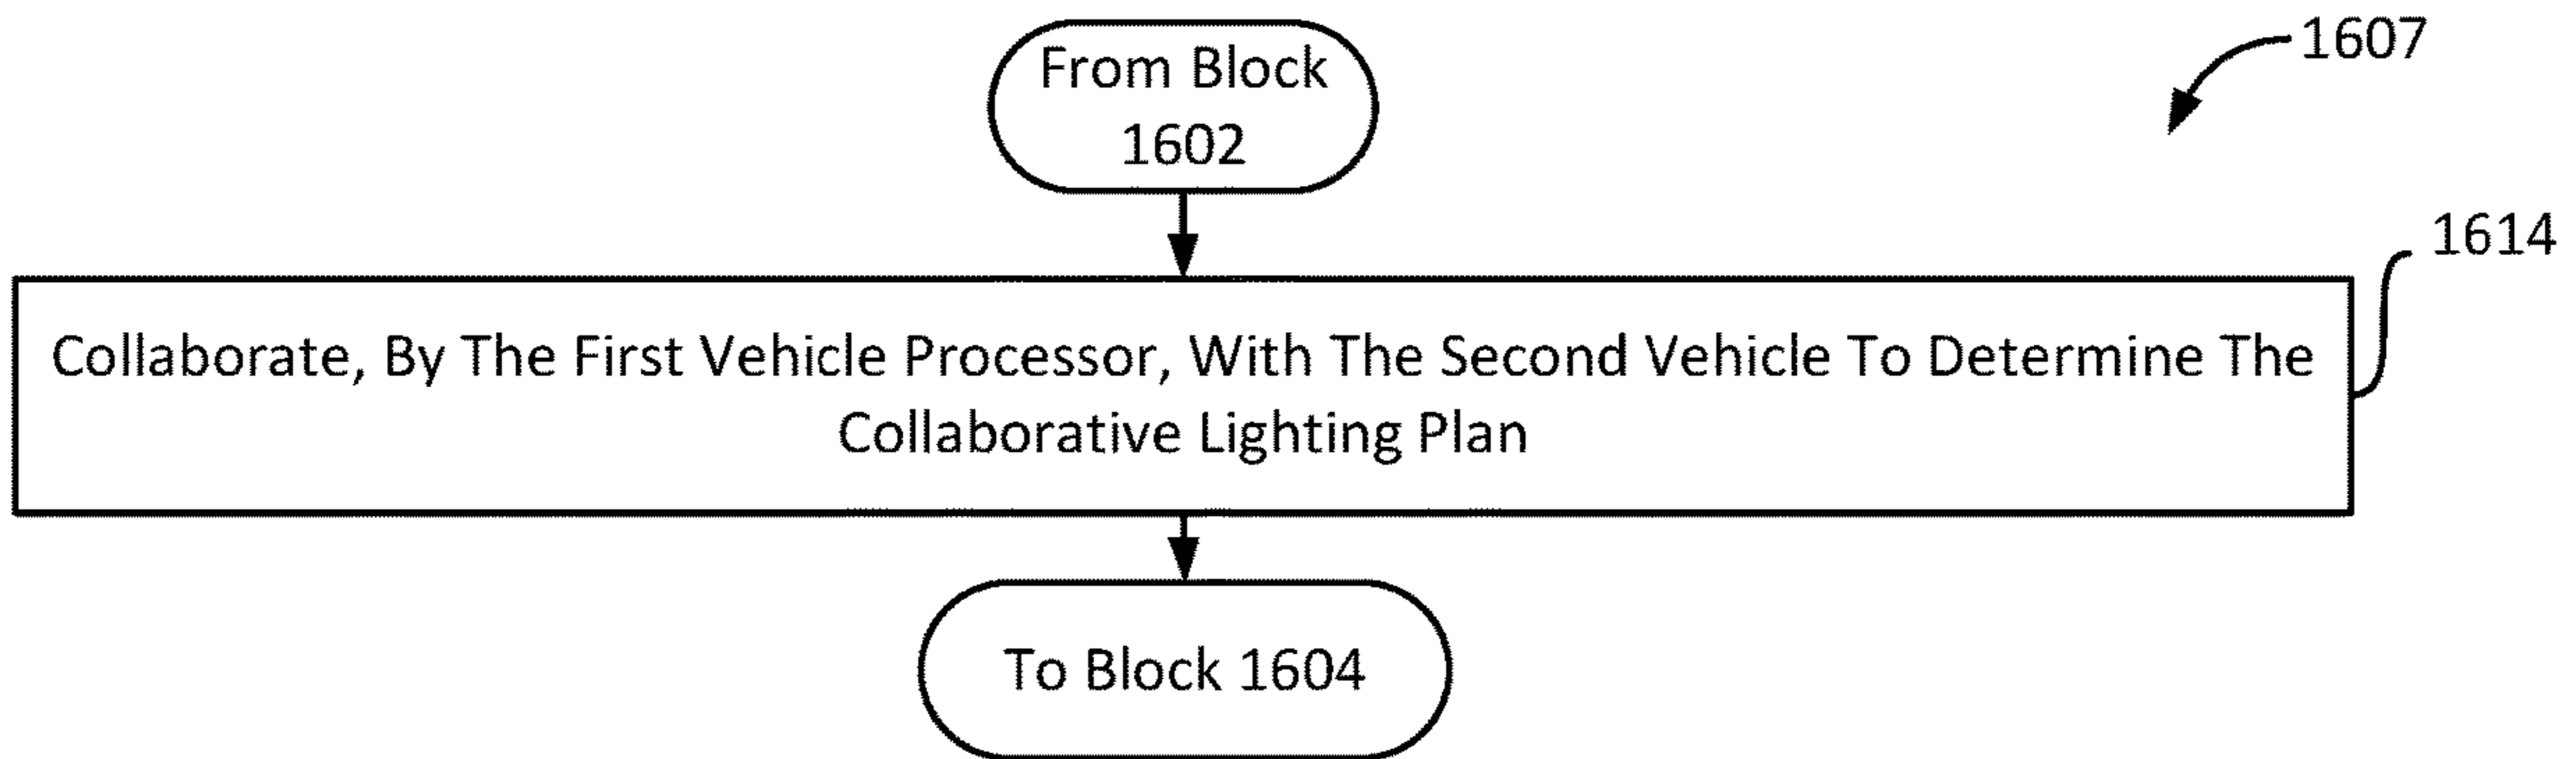 From Block
1602
1607
1614
Collaborate, By The First Vehicle Processor, With The Second Vehicle To Determine The
Collaborative Lighting Plan
To Block 1604